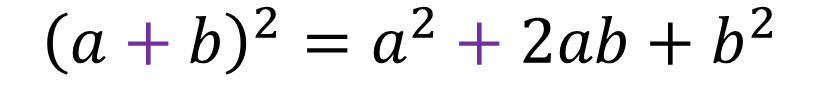 (a + b)² = a² + 2ab + b²